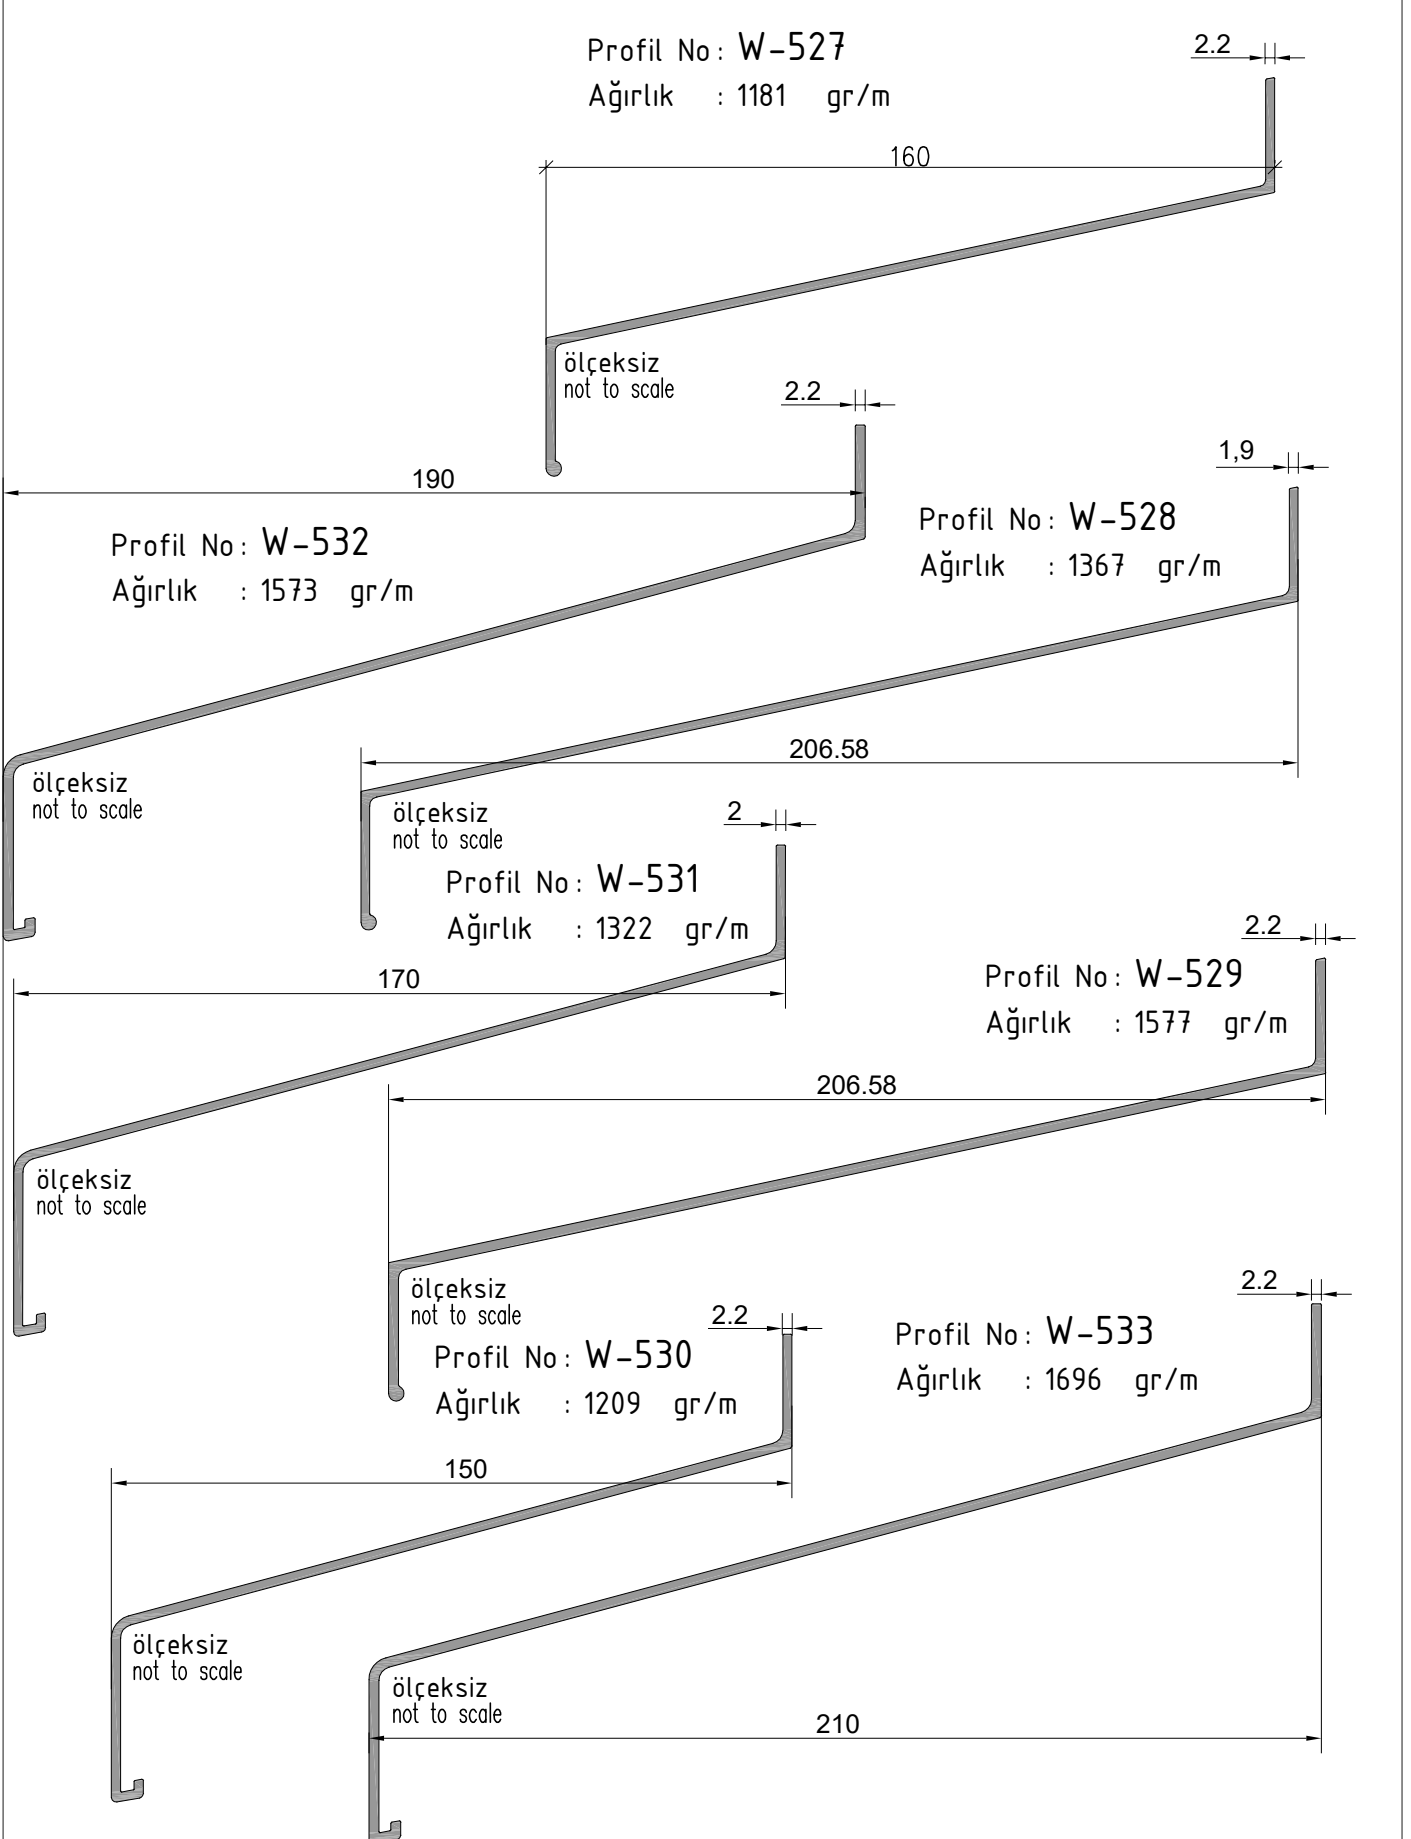 Profil No: W-527
Ağırlık : 1181 gr/m
2.2
160
ölçeksiz
not to scale
2.2
190
Profil No: W-532
Ağırlık : 1573 gr/m
1,9
Profil No: W-528
Ağırlık : 1367 gr/m
206.58
ölçeksiz
not to scale
ölçeksiz
not to scale
2
Profil No: W-531
Ağırlık : 1322 gr/m
170
2.2
Profil No: W-529
Ağırlık : 1577 gr/m
206.58
ölçeksiz
not to scale
ölçeksiz
not to scale
2.2
Profil No: W-530
Ağırlık : 1209 gr/m
150
2.2
Profil No: W-533
Ağırlık : 1696 gr/m
ölçeksiz
not to scale
ölçeksiz
not to scale
210